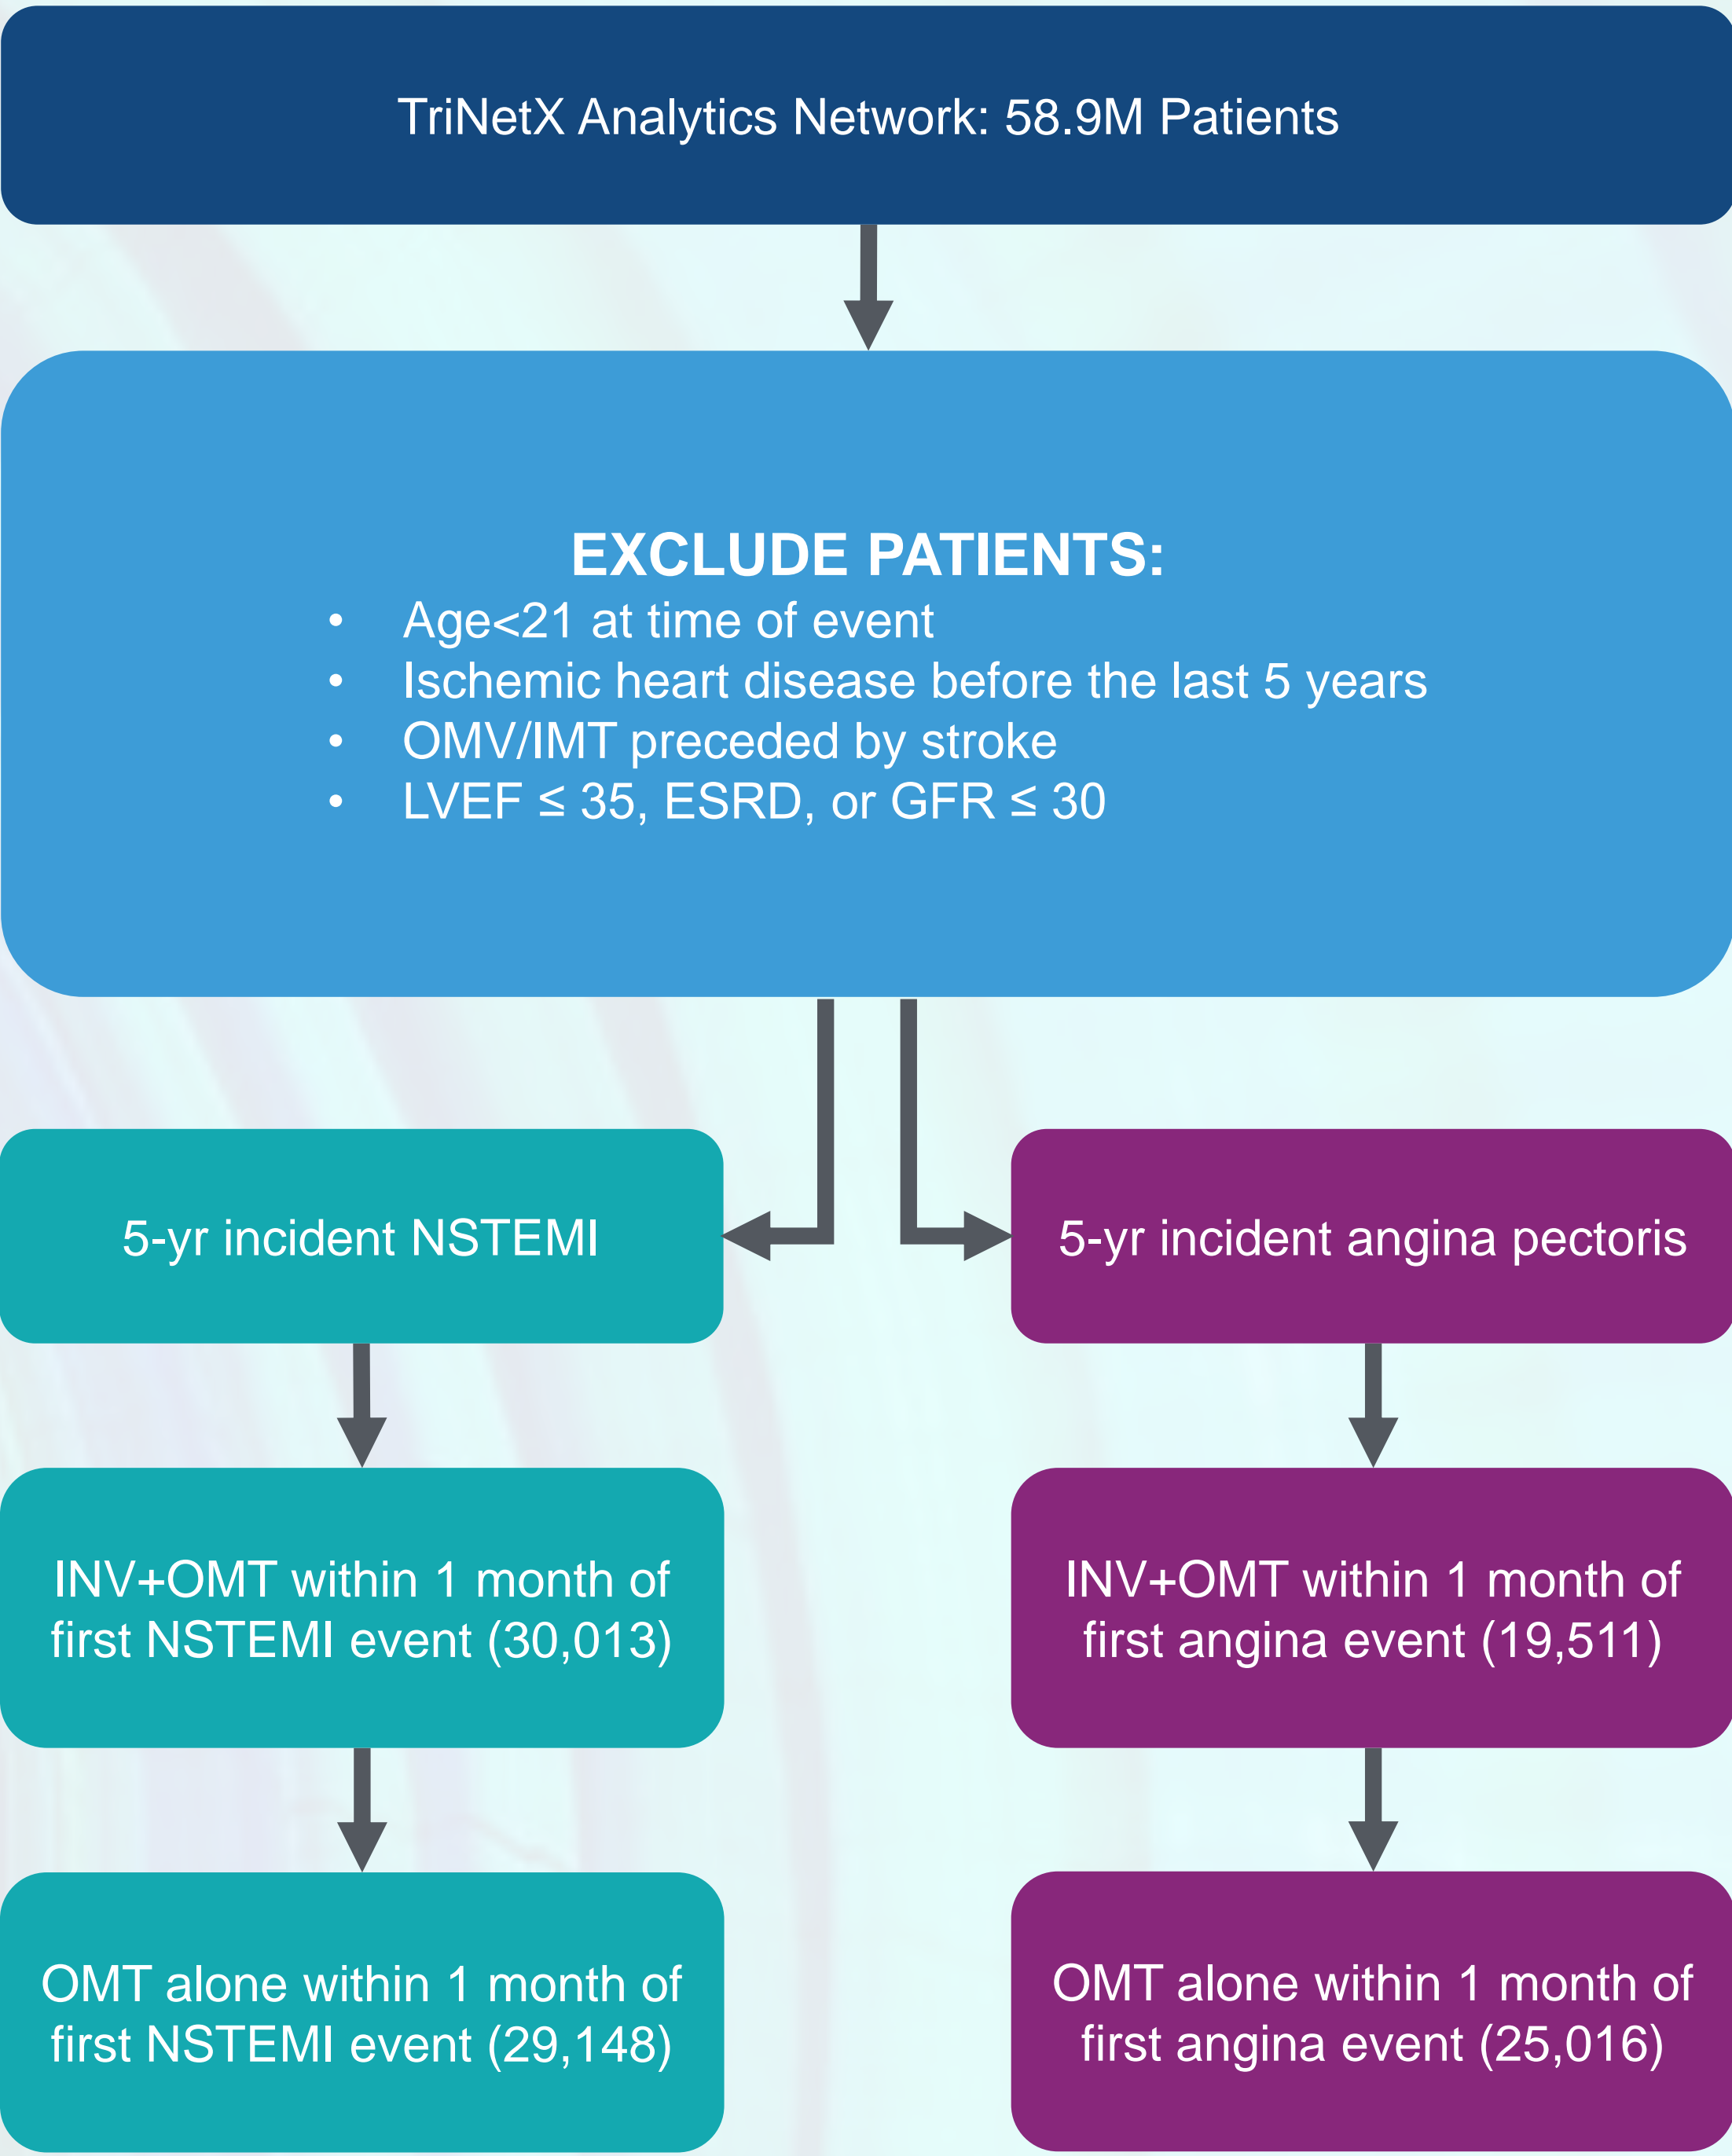 TriNetX Analytics Network: 58.9M Patients
EXCLUDE PATIENTS:
• Age<21 at time of event
• Ischemic heart disease before the last 5 years
• OMV/IMT preceded by stroke
• LVEF ≤ 35, ESRD, or GFR ≤ 30
5-yr incident NSTEMI
5-yr incident angina pectoris
INV+OMT within 1 month of
first NSTEMI event (30,013)
INV+OMT within 1 month of
first angina event (19,511)
OMT alone within 1 month of
first NSTEMI event (29,148)
OMT alone within 1 month of
first angina event (25,016)